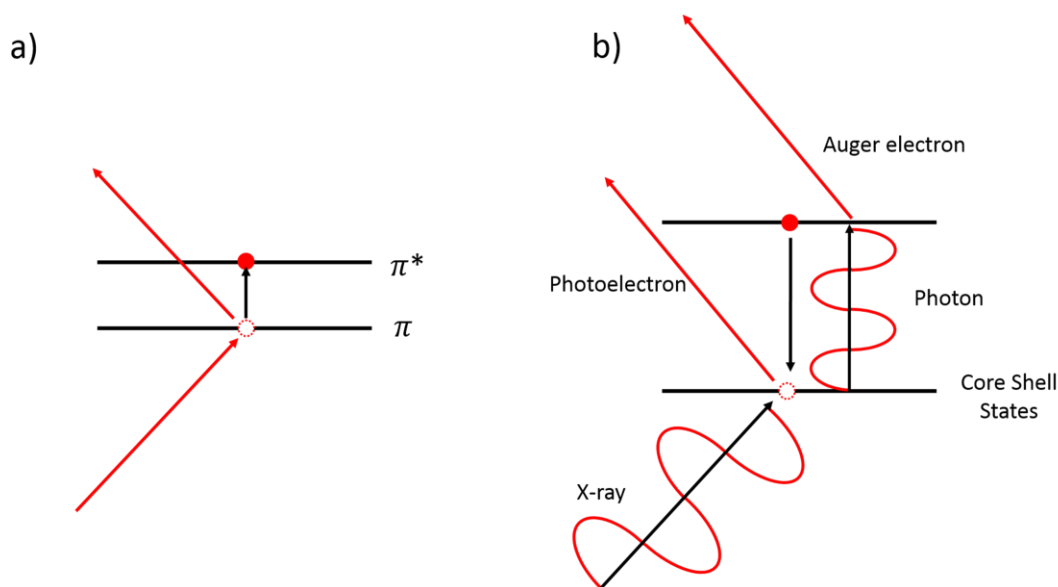 a)
b)
Auger electron
π*
Photoelectron
Photon
π
Core Shell
States
X-ray